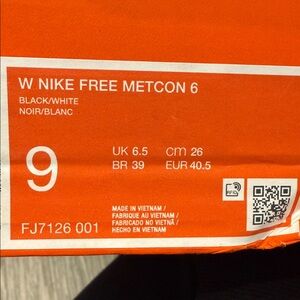 W NIKE FREE METCON 6
BLACK/WHITE
NOIR/BLANC
9
UK 6.5 cm 26
BR 39 EUR 40.5
MADE IN VIETNAM /
FABRIQUE AU VIETNAM /
FABRICADO NO VIETNÃ /
HECHO EN VIETNAM
FJ7126 001